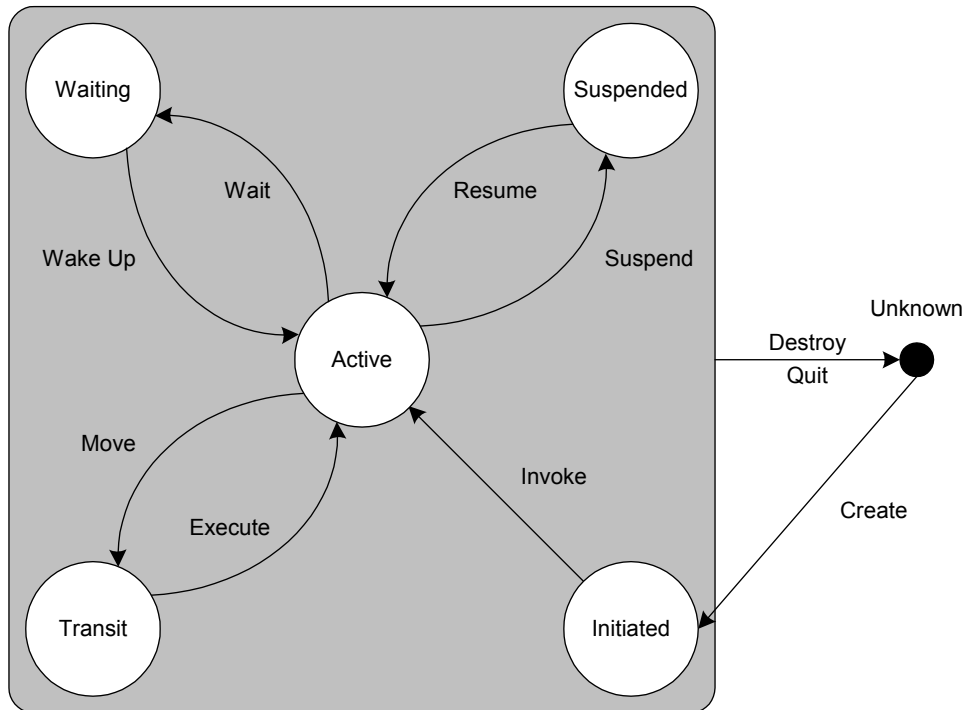 Waiting
Suspended
Wait
Resume
Wake Up
Suspend
Unknown
Active
Destroy
Quit
Move
Invoke
Execute
Create
Transit
Initiated